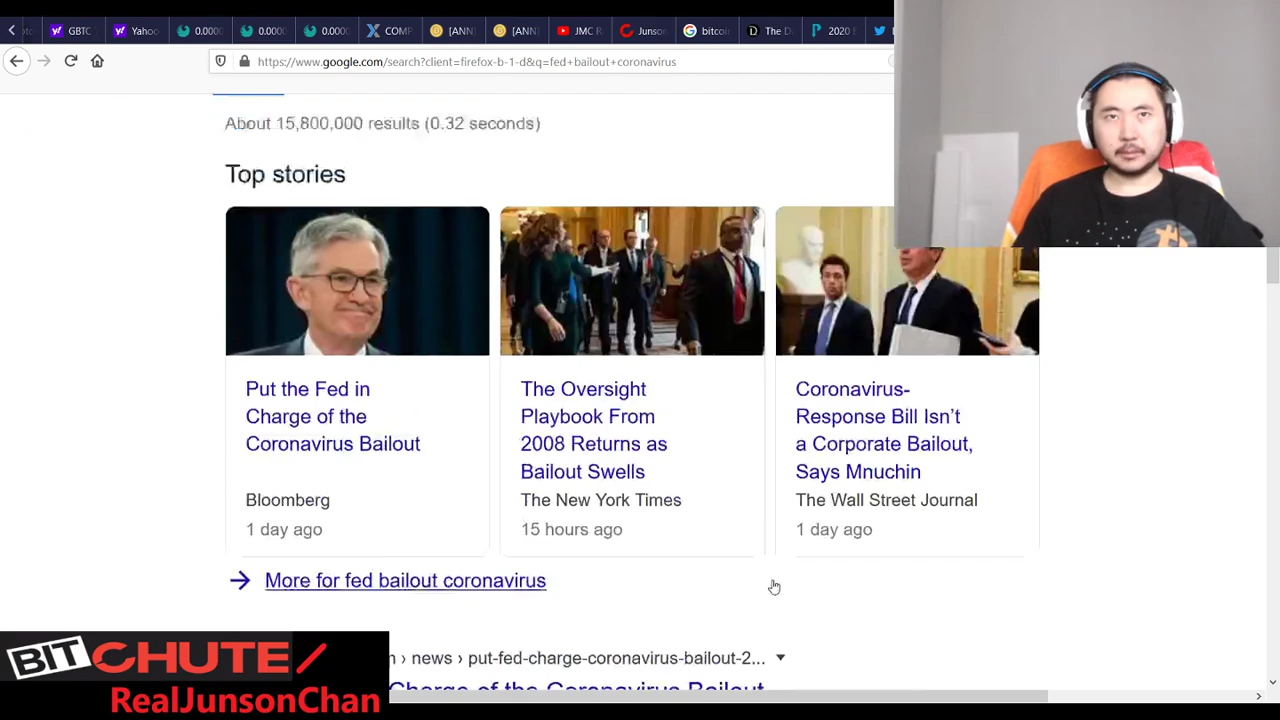 GBTC
Yahoo
0.0000
0.0000
0.0000
COMP
[ANN
[ANN
JMC R
Junso
bitcoi
The D
2020 E
https://www.google.com/search?client=firefox-b-1-d&q=fed+bailout+coronavirus
About 15,800,000 results (0.32 seconds)
Top stories
Put the Fed in
Charge of the
Coronavirus Bailout
Bloomberg
1 day ago
The Oversight
Playbook From
2008 Returns as
Bailout Swells
The New York Times
15 hours ago
Coronavirus-
Response Bill Isn't
a Corporate Bailout,
Says Mnuchin
The Wall Street Journal
1 day ago
More for fed bailout coronavirus
› news › put-fed-charge-coronavirus-bailout-2...
Charge of the Coronavirus Bailout
BITCHUTE
RealJunsonChan